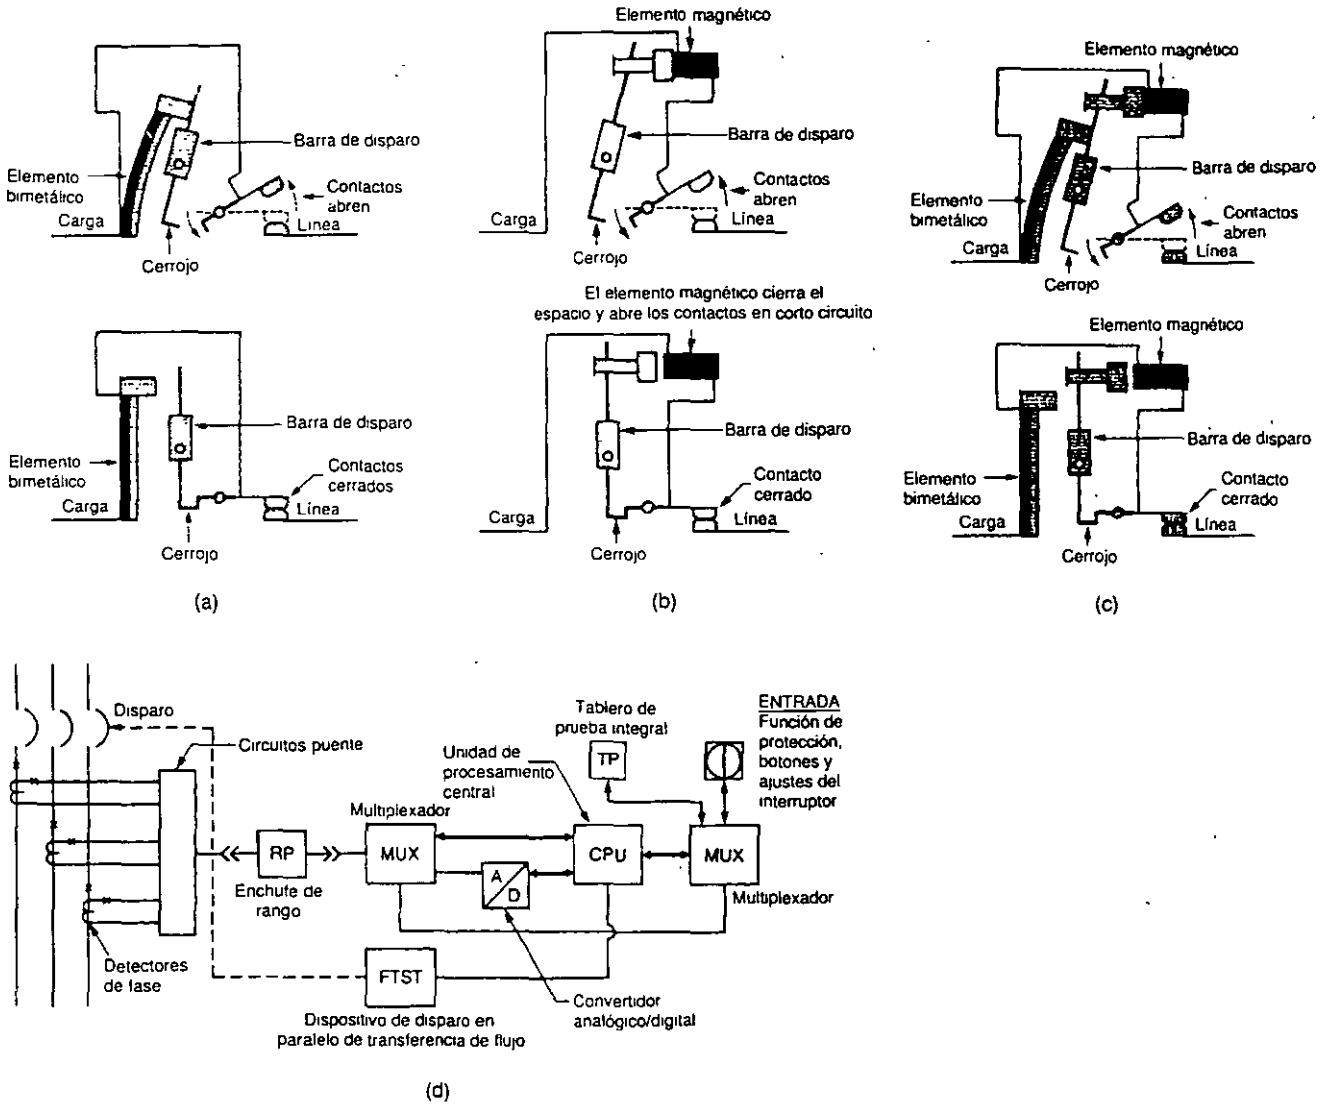 Elemento magnético
Barra de disparo
Elemento
bimetálico
Contactos
abren
Carga
Línea
Cerrojo
Barra de disparo
Contactos
abren
Línea
Carga
Cerrojo
Elemento magnético
Barra de disparo
Elemento
bimetálico
Contactos
abren
Carga
Línea
Cerrojo
Barra de disparo
Elemento
bimetálico
Contactos
cerrados
Carga
Línea
Cerrojo
(a)
El elemento magnético cierra el
espacio y abre los contactos en corto circuito
Barra de disparo
Contacto
cerrado
Carga
Línea
Cerrojo
(b)
Elemento magnético
Barra de disparo
Elemento
bimetálico
Contacto
cerrado
Carga
Línea
Cerrojo
(c)
Disparo
Circuitos puente
Detectores
de fase
RP
Enchufe de
rango
Multiplexador
MUX
A
D
Unidad de
procesamiento
central
CPU
Tablero de
prueba integral
TP
ENTRADA
Función de
protección,
botones y
ajustes del
interruptor
MUX
Multiplexador
FTST
Dispositivo de disparo en
paralelo de transferencia de flujo
Convertidor
analógico/digital
(d)